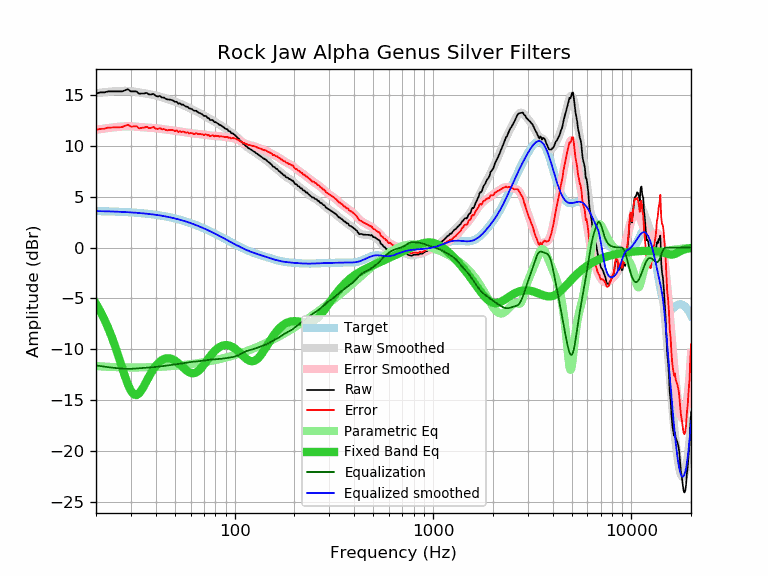 Rock Jaw Alpha Genus Silver Filters
15
10
5
0
−5
−10
−15
−20
−25
Amplitude (dBr)
Target
Raw Smoothed
Error Smoothed
Raw
Error
Parametric Eq
Fixed Band Eq
Equalization
Equalized smoothed
100 1000 10000
Frequency (Hz)